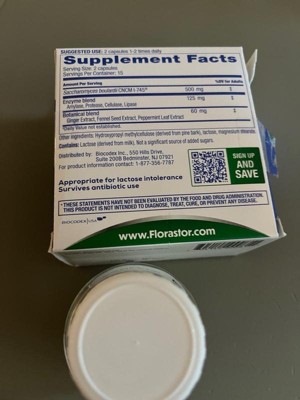 SUGGESTED USE: 2 capsules 1-2 times daily
Supplement Facts
Serving Size: 2 capsules
Servings Per Container: 15
Amount Per Serving %DV for Adults
Saccharomyces boulardii CNCM I-745® 500 mg ‡
Enzyme blend 125 mg ‡
Amylase, Protease, Cellulase, Lipase
Botanical blend 60 mg ‡
Ginger Extract, Fennel Seed Extract, Peppermint Leaf Extract
‡Daily Value not established.
Other ingredients: Hydroxypropyl methylcellulose (derived from pine bark), lactose, magnesium stearate.
Contains: Lactose (derived from milk). Not a significant source of added sugars.
Distributed by: Biocodex Inc., 550 Hills Drive,
Suite 200B Bedminster, NJ 07921
For product information contact: 1-877-356-7787
SIGN UP
AND
SAVE
Appropriate for lactose intolerance
Survives antibiotic use
* THESE STATEMENTS HAVE NOT BEEN EVALUATED BY THE FOOD AND DRUG ADMINISTRATION.
THIS PRODUCT IS NOT INTENDED TO DIAGNOSE, TREAT, CURE, OR PREVENT ANY DISEASE.
BIOCODEX USA
www.Florastor.com